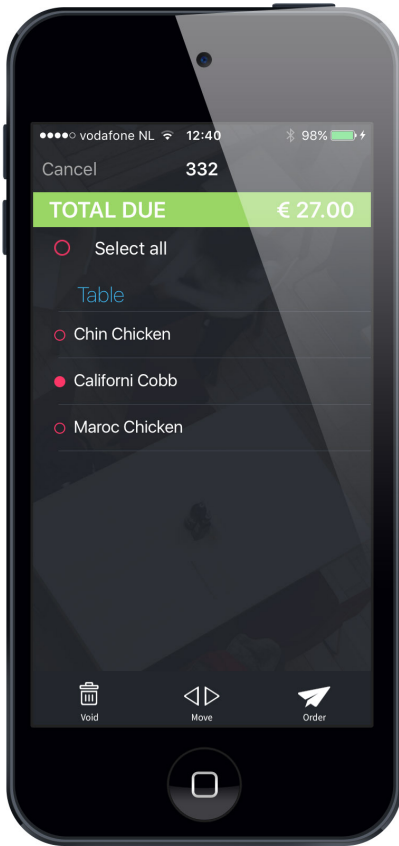 vodafone NL 12:40 98%
Cancel 332
TOTAL DUE € 27.00
Select all
Table
Chin Chicken
Californi Cobb
Maroc Chicken
Void Move Order